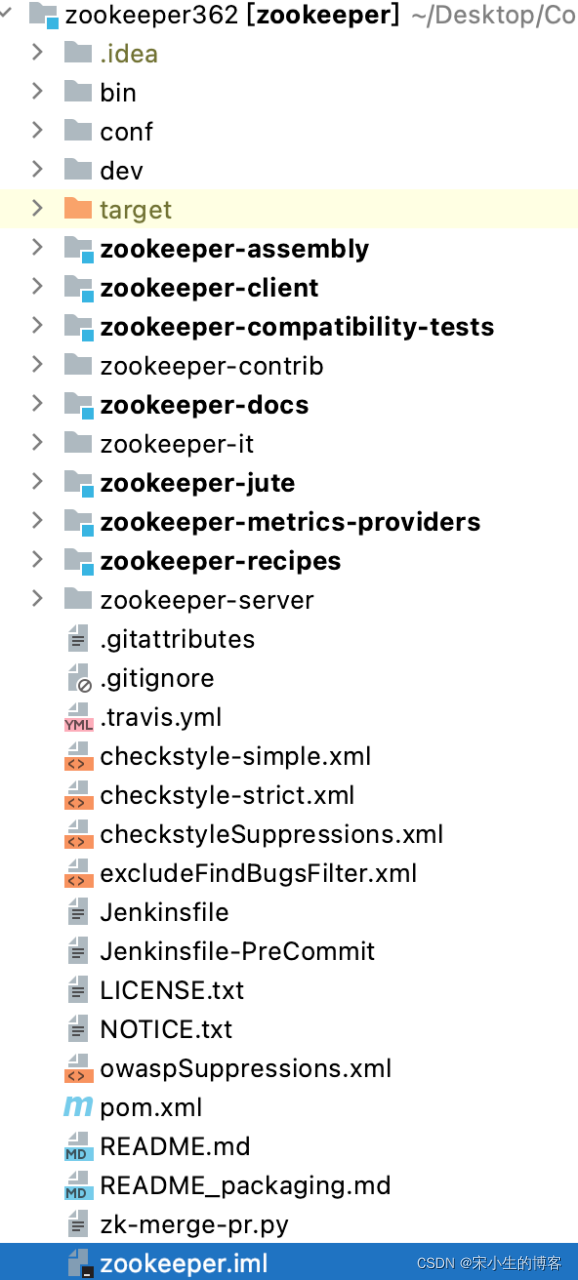 zookeeper362 [zookeeper] ~/Desktop/Co
.idea
bin
conf
dev
target
zookeeper-assembly
zookeeper-client
zookeeper-compatibility-tests
zookeeper-contrib
zookeeper-docs
zookeeper-it
zookeeper-jute
zookeeper-metrics-providers
zookeeper-recipes
zookeeper-server
.gitattributes
.gitignore
YML .travis.yml
<> checkstyle-simple.xml
<> checkstyle-strict.xml
<> checkstyleSuppressions.xml
<> excludeFindBugsFilter.xml
Jenkinsfile
Jenkinsfile-PreCommit
LICENSE.txt
NOTICE.txt
<> owaspSuppressions.xml
m pom.xml
MD README.md
MD README_packaging.md
zk-merge-pr.py
zookeeper.iml
CSDN @宋小生的博客